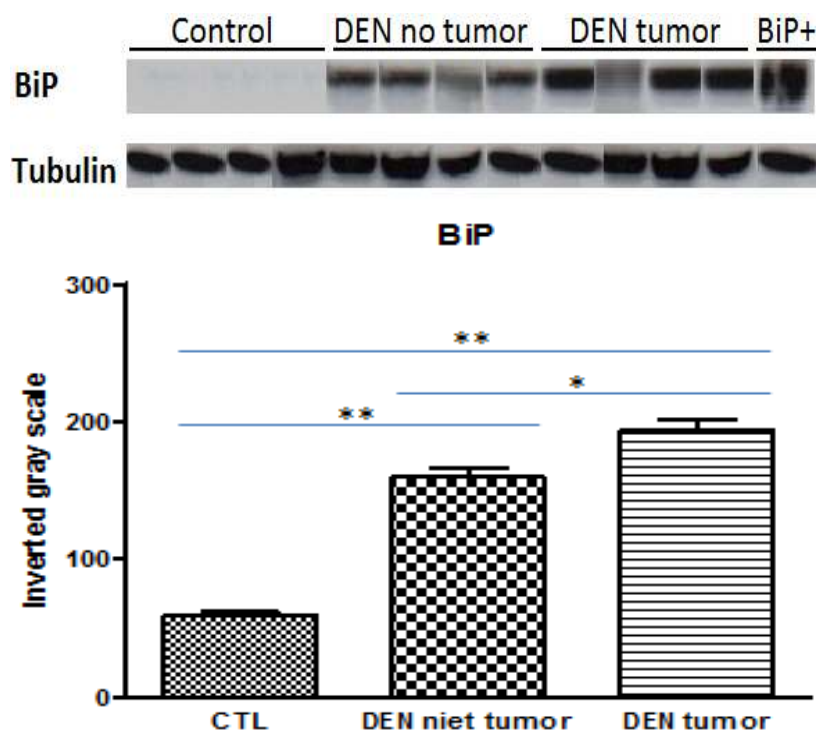 Control DEN no tumor DEN tumor BiP+
BiP
Tubulin
BiP
300
**
*
**
200
100
0
Inverted gray scale
CTL DEN niet tumor DEN tumor